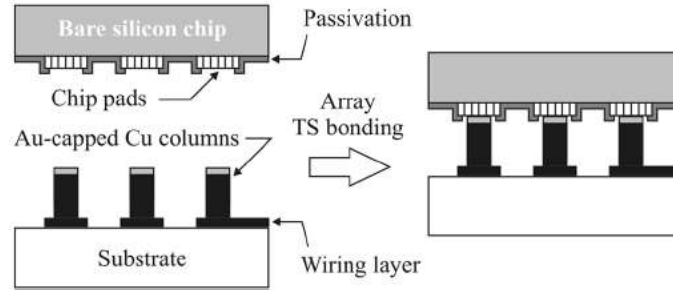 Bare silicon chip
Passivation
Chip pads
Array
TS bonding
Au-capped Cu columns
Substrate
Wiring layer